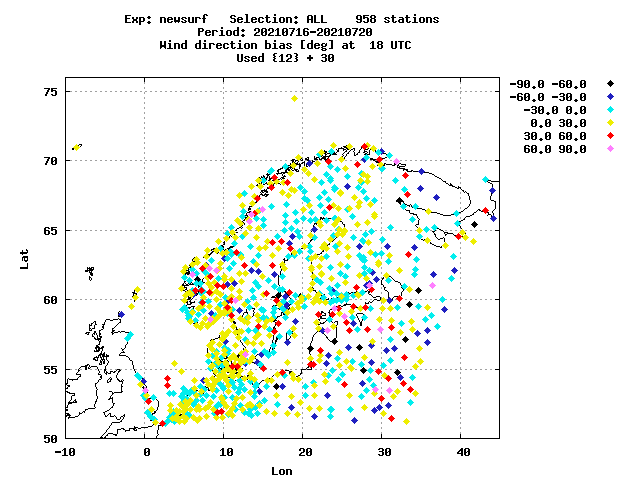 Exp: newsurf   Selection: ALL    958 stations
Period: 20210716-20210720
Wind direction bias [deg] at  18 UTC
Used {12} + 30
-90.0 -60.0
-60.0 -30.0
-30.0 0.0
0.0 30.0
30.0 60.0
60.0 90.0
75
70
65
60
55
50
Lat
-10 0 10 20 30 40
Lon